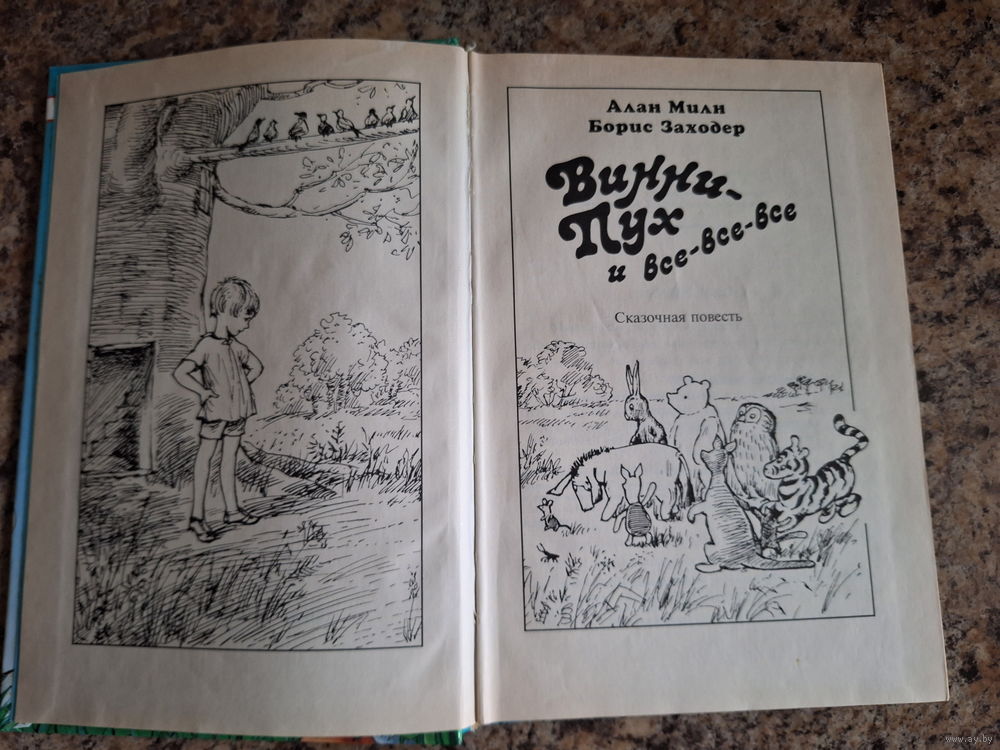 Алан Милн
Борис Заходер
Винни-
Пух
и все-все-все
Сказочная повесть
www.ay.by